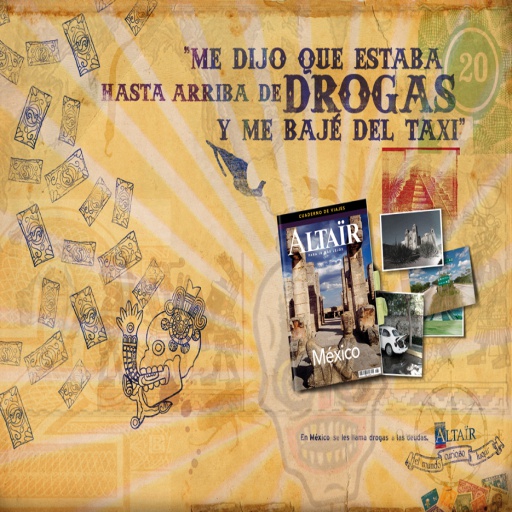 "ME DIJO QUE ESTABA
HASTA ARRIBA DE DROGAS
Y ME BAJÉ DEL TAXI"
20
CUADERNO DE VIAJES
ALTAÏR
México
En México se les llama drogas a las deudas.
ALTAÏR